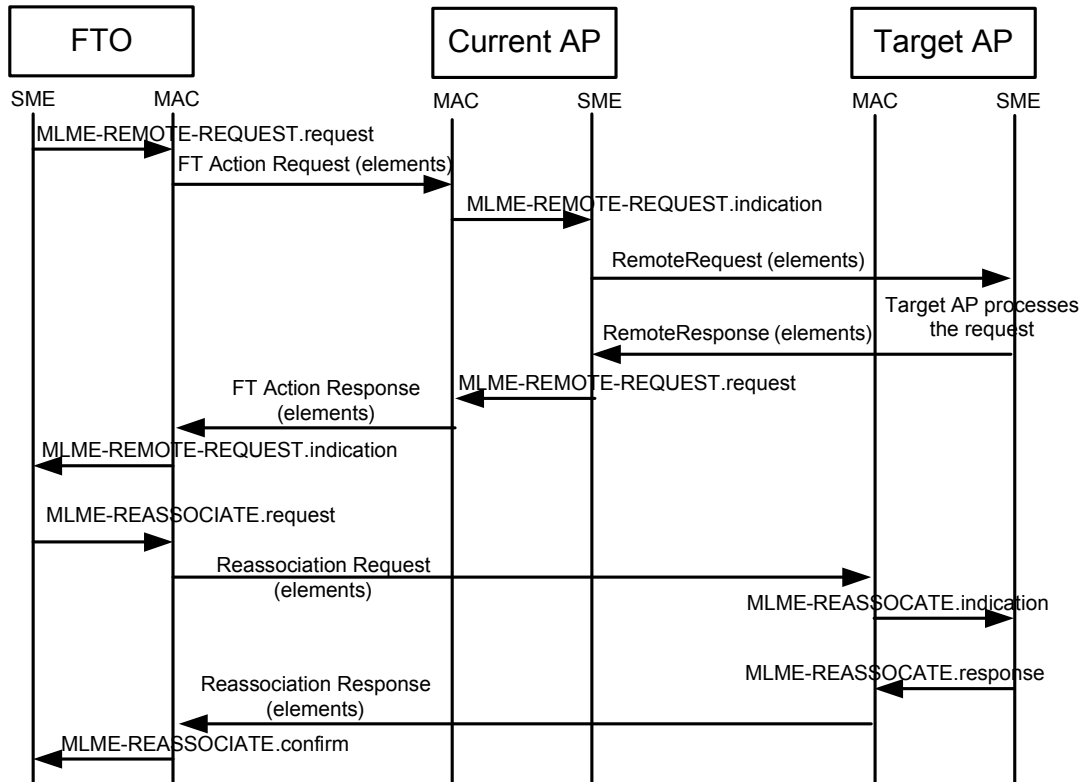 FTO
Current AP
Target AP
SME
MAC
MAC
SME
MAC
SME
MLME-REMOTE-REQUEST.request
FT Action Request (elements)
MLME-REMOTE-REQUEST.indication
RemoteRequest (elements)
Target AP processes
the request
RemoteResponse (elements)
MLME-REMOTE-REQUEST.request
FT Action Response
(elements)
MLME-REMOTE-REQUEST.indication
MLME-REASSOCIATE.request
Reassociation Request
(elements)
MLME-REASSOCATE.indication
MLME-REASSOCATE.response
Reassociation Response
(elements)
MLME-REASSOCIATE.confirm